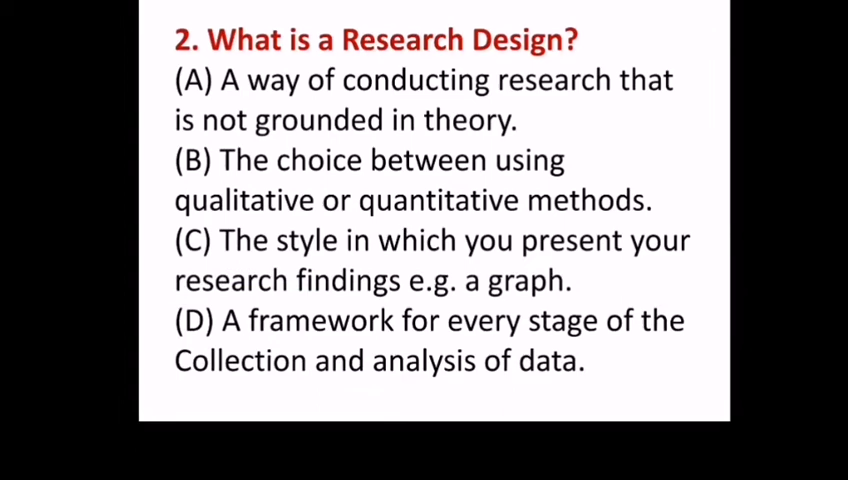 2. What is a Research Design?
(A) A way of conducting research that
is not grounded in theory.
(B) The choice between using
qualitative or quantitative methods.
(C) The style in which you present your
research findings e.g. a graph.
(D) A framework for every stage of the
Collection and analysis of data.